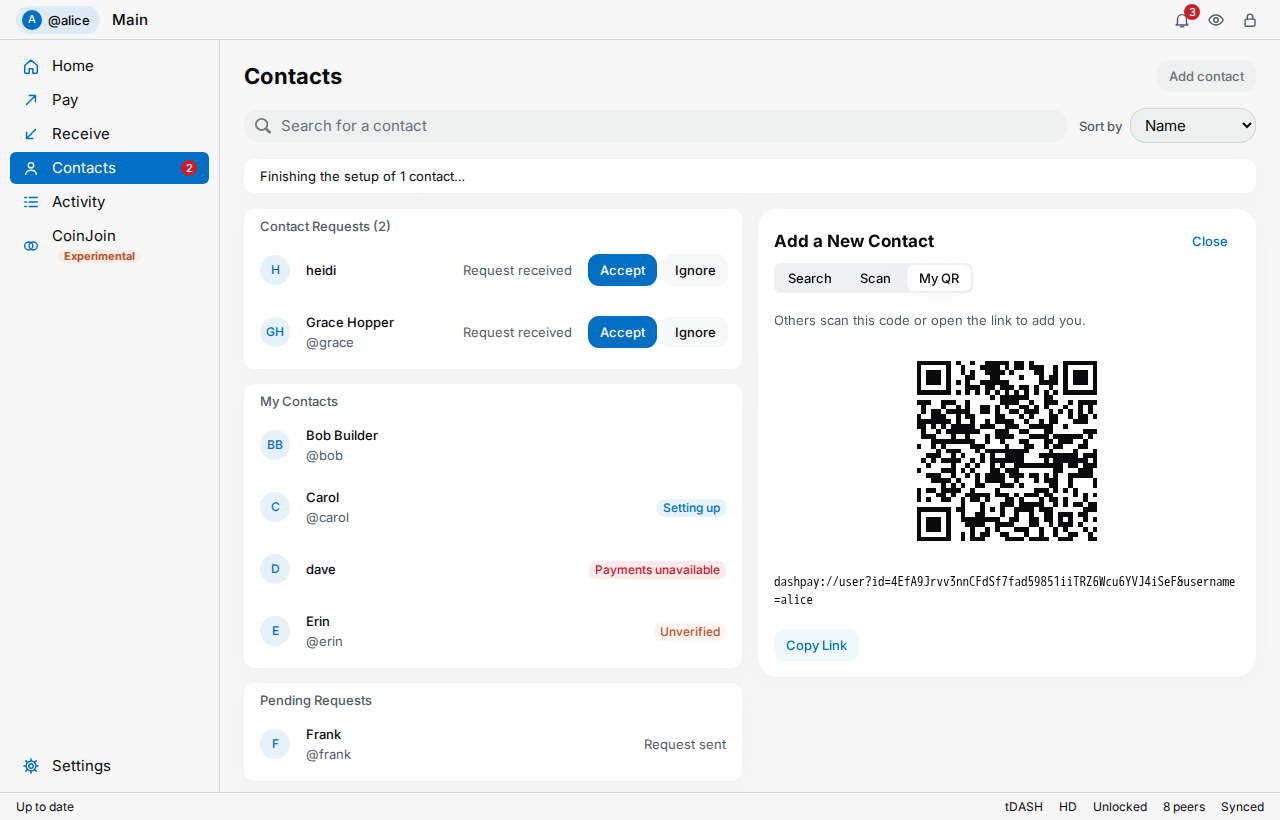 A @alice Main 3
Home
Pay
Receive
Contacts 2
Activity
CoinJoin
Experimental
Settings
Contacts
Add contact
Search for a contact
Sort by Name
Finishing the setup of 1 contact...
Contact Requests (2)
H heidi Request received Accept Ignore
GH Grace Hopper
@grace
Request received Accept Ignore
My Contacts
BB Bob Builder
@bob
C Carol
@carol
Setting up
D dave Payments unavailable
E Erin
@erin
Unverified
Pending Requests
F Frank
@frank
Request sent
Add a New Contact Close
Search Scan My QR
Others scan this code or open the link to add you.
dashpay://user?id=4EfA9Jrvv3nnCFdSf7fad59851iiTRZ6Wcu6YVJ4iSeF&username
=alice
Copy Link
Up to date tDASH HD Unlocked 8 peers Synced